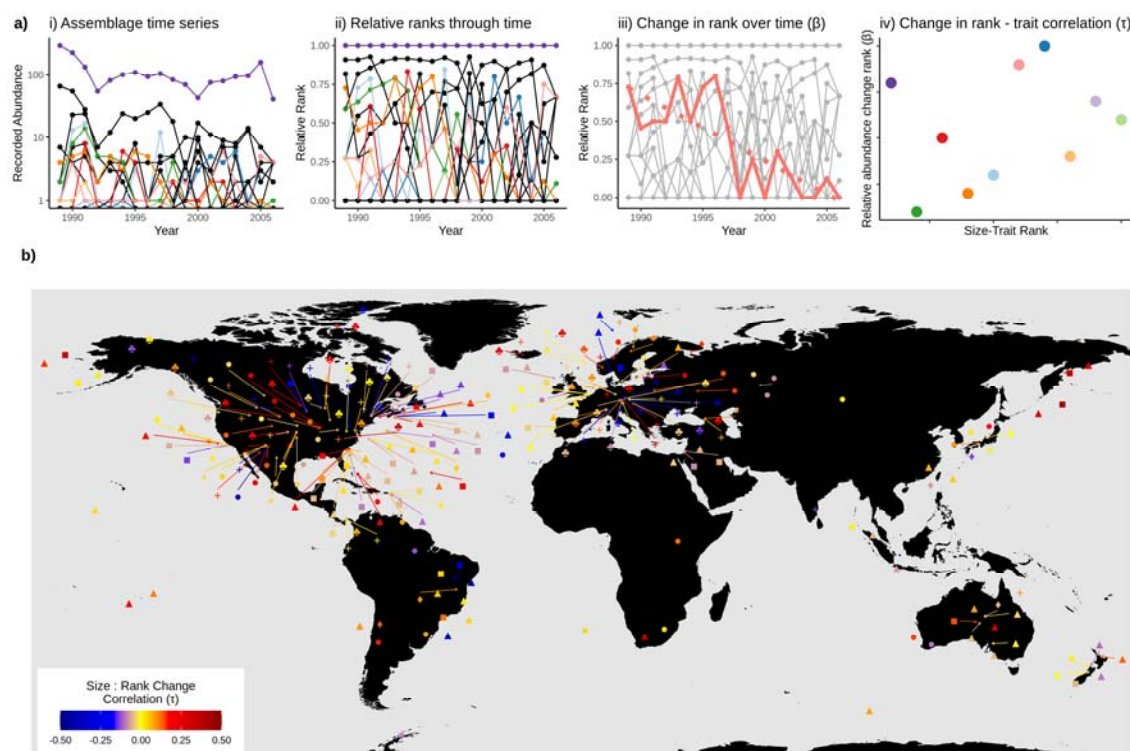 a)
i) Assemblage time series
ii) Relative ranks through time
iii) Change in rank over time (β)
iv) Change in rank - trait correlation (τ)
Recorded Abundance
100
10
1
1990
1995
2000
2005
Year
Relative Rank
1.00
0.75
0.50
0.25
0.00
1990
1995
2000
2005
Year
Relative Rank
1.00
0.75
0.50
0.25
0.00
1990
1995
2000
2005
Year
Relative abundance change rank (β)
Size-Trait Rank
b)
Size : Rank Change
Correlation (τ)
-0.50
-0.25
0.00
0.25
0.50